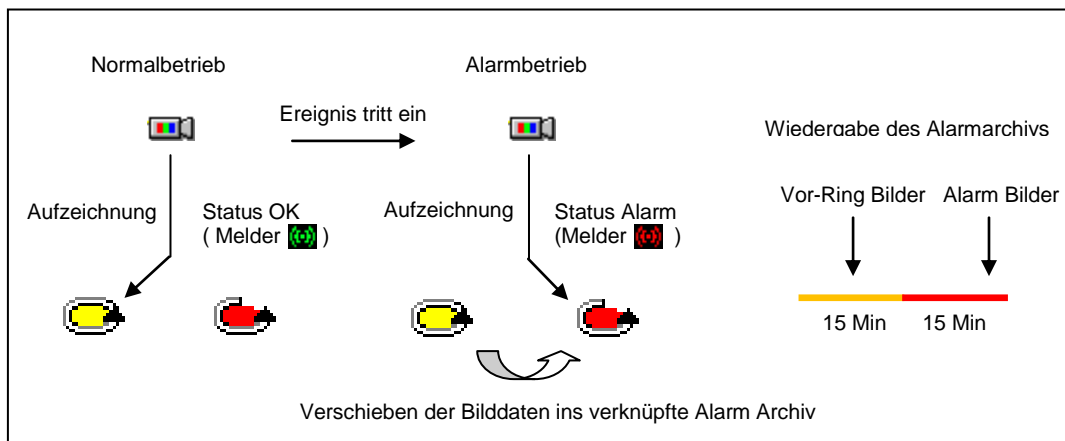 Normalbetrieb
Alarmbetrieb
Ereignis tritt ein
Wiedergabe des Alarmarchivs
Vor-Ring Bilder
Alarm Bilder
Aufzeichnung
Status OK
( Melder )
Aufzeichnung
Status Alarm
(Melder )
15 Min
15 Min
Verschieben der Bilddaten ins verknüpfte Alarm Archiv